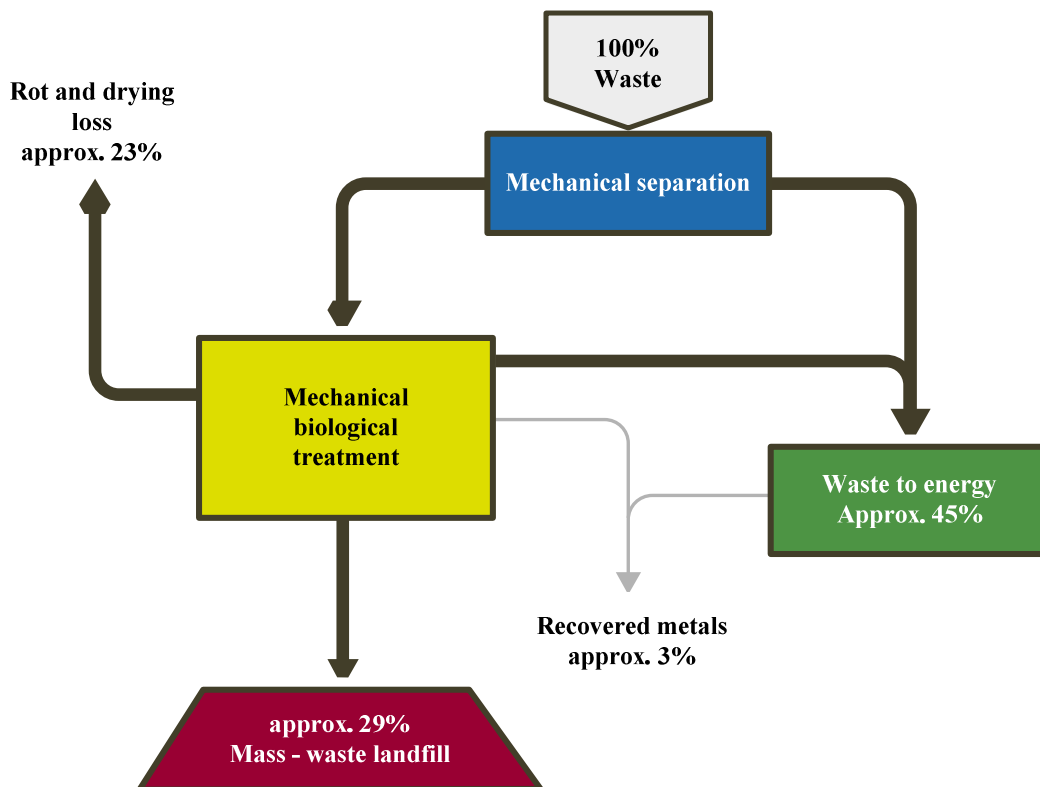 100%
Waste
Rot and drying
loss
approx. 23%
Mechanical separation
Mechanical
biological
treatment
Waste to energy
Approx. 45%
Recovered metals
approx. 3%
approx. 29%
Mass - waste landfill